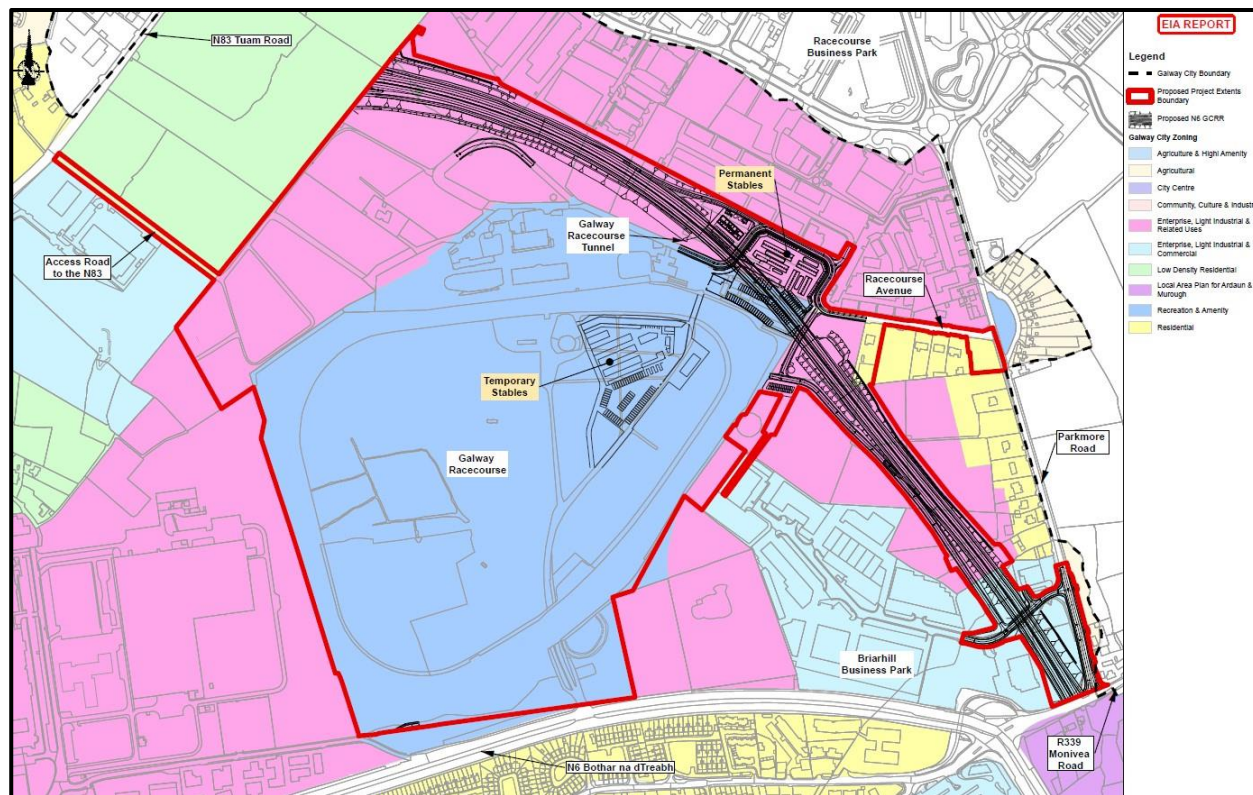 N83 Tuam Road
Racecourse
Business Park
Permanent
Stables
Galway
Racecourse
Tunnel
Access Road
to the N83
Racecourse
Avenue
Temporary
Stables
Galway
Racecourse
Parkmore
Road
Briarhill
Business Park
N6 Bothar na dTreabh
R339
Monivea
Road
EIA REPORT
Legend
Galway City Boundary
Proposed Project Extents
Boundary
Proposed N6 GCRR
Galway City Zoning
Agriculture & Highl Amenity
Agricultural
City Centre
Community, Culture & Indust
Enterprise, Light Industrial &
Related Uses
Enterprise, Light Industrial &
Commercial
Low Density Residential
Local Area Plan for Ardaun &
Murough
Recreation & Amenity
Residential